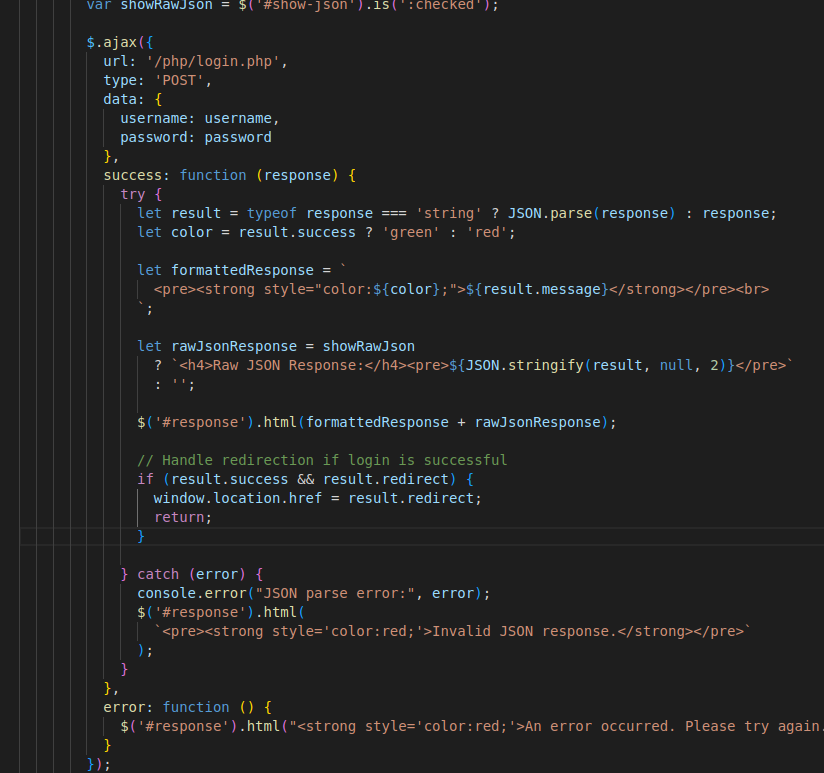 var showRawJson = $('#show-json').is(':checked');
$.ajax({
url: '/php/login.php',
type: 'POST',
data: {
username: username,
password: password
},
success: function (response) {
try {
let result = typeof response === 'string' ? JSON.parse(response) : response;
let color = result.success ? 'green' : 'red';
let formattedResponse = `
<pre><strong style="color:${color};">${result.message}</strong></pre><br>
`;
let rawJsonResponse = showRawJson
? `<h4>Raw JSON Response:</h4><pre>${JSON.stringify(result, null, 2)}</pre>`
: '';
$('#response').html(formattedResponse + rawJsonResponse);
// Handle redirection if login is successful
if (result.success && result.redirect) {
window.location.href = result.redirect;
return;
}
} catch (error) {
console.error("JSON parse error:", error);
$('#response').html(
`<pre><strong style='color:red;'>Invalid JSON response.</strong></pre>`
);
}
},
error: function () {
$('#response').html("<strong style='color:red;'>An error occurred. Please try again.
}
});